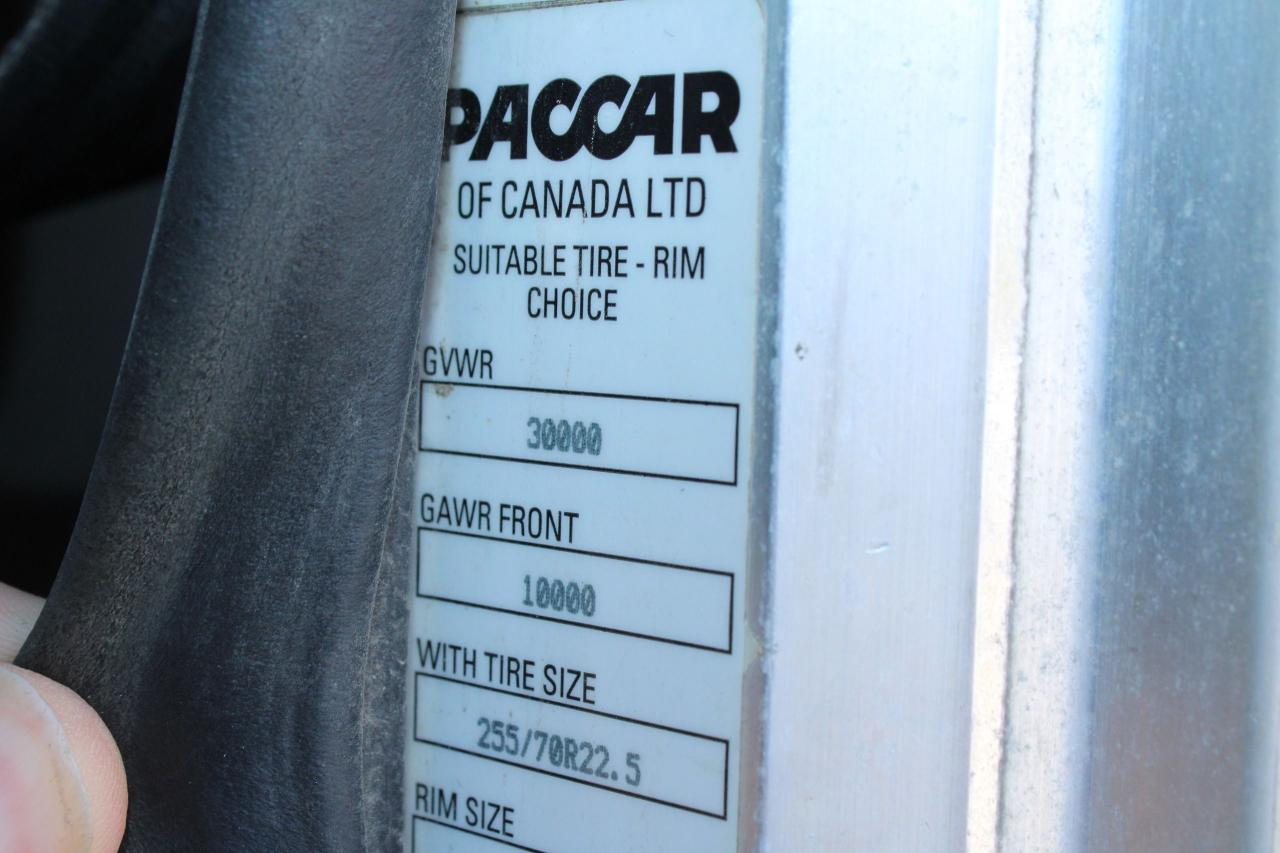 PACCAR
OF CANADA LTD
SUITABLE TIRE - RIM
CHOICE
GVWR
30000
GAWR FRONT
10000
WITH TIRE SIZE
255/70R22.5
RIM SIZE